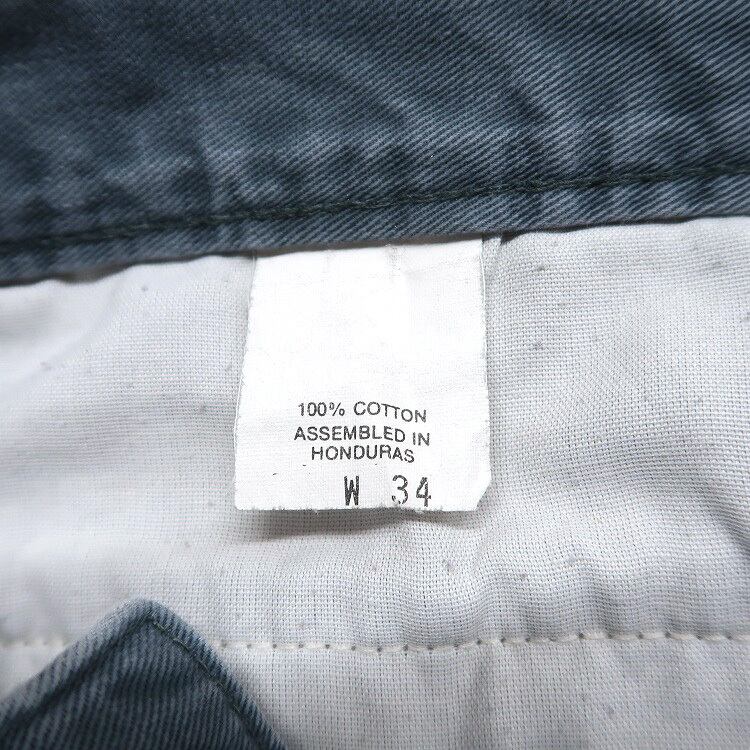 100% COTTON
ASSEMBLED IN
HONDURAS
W 34